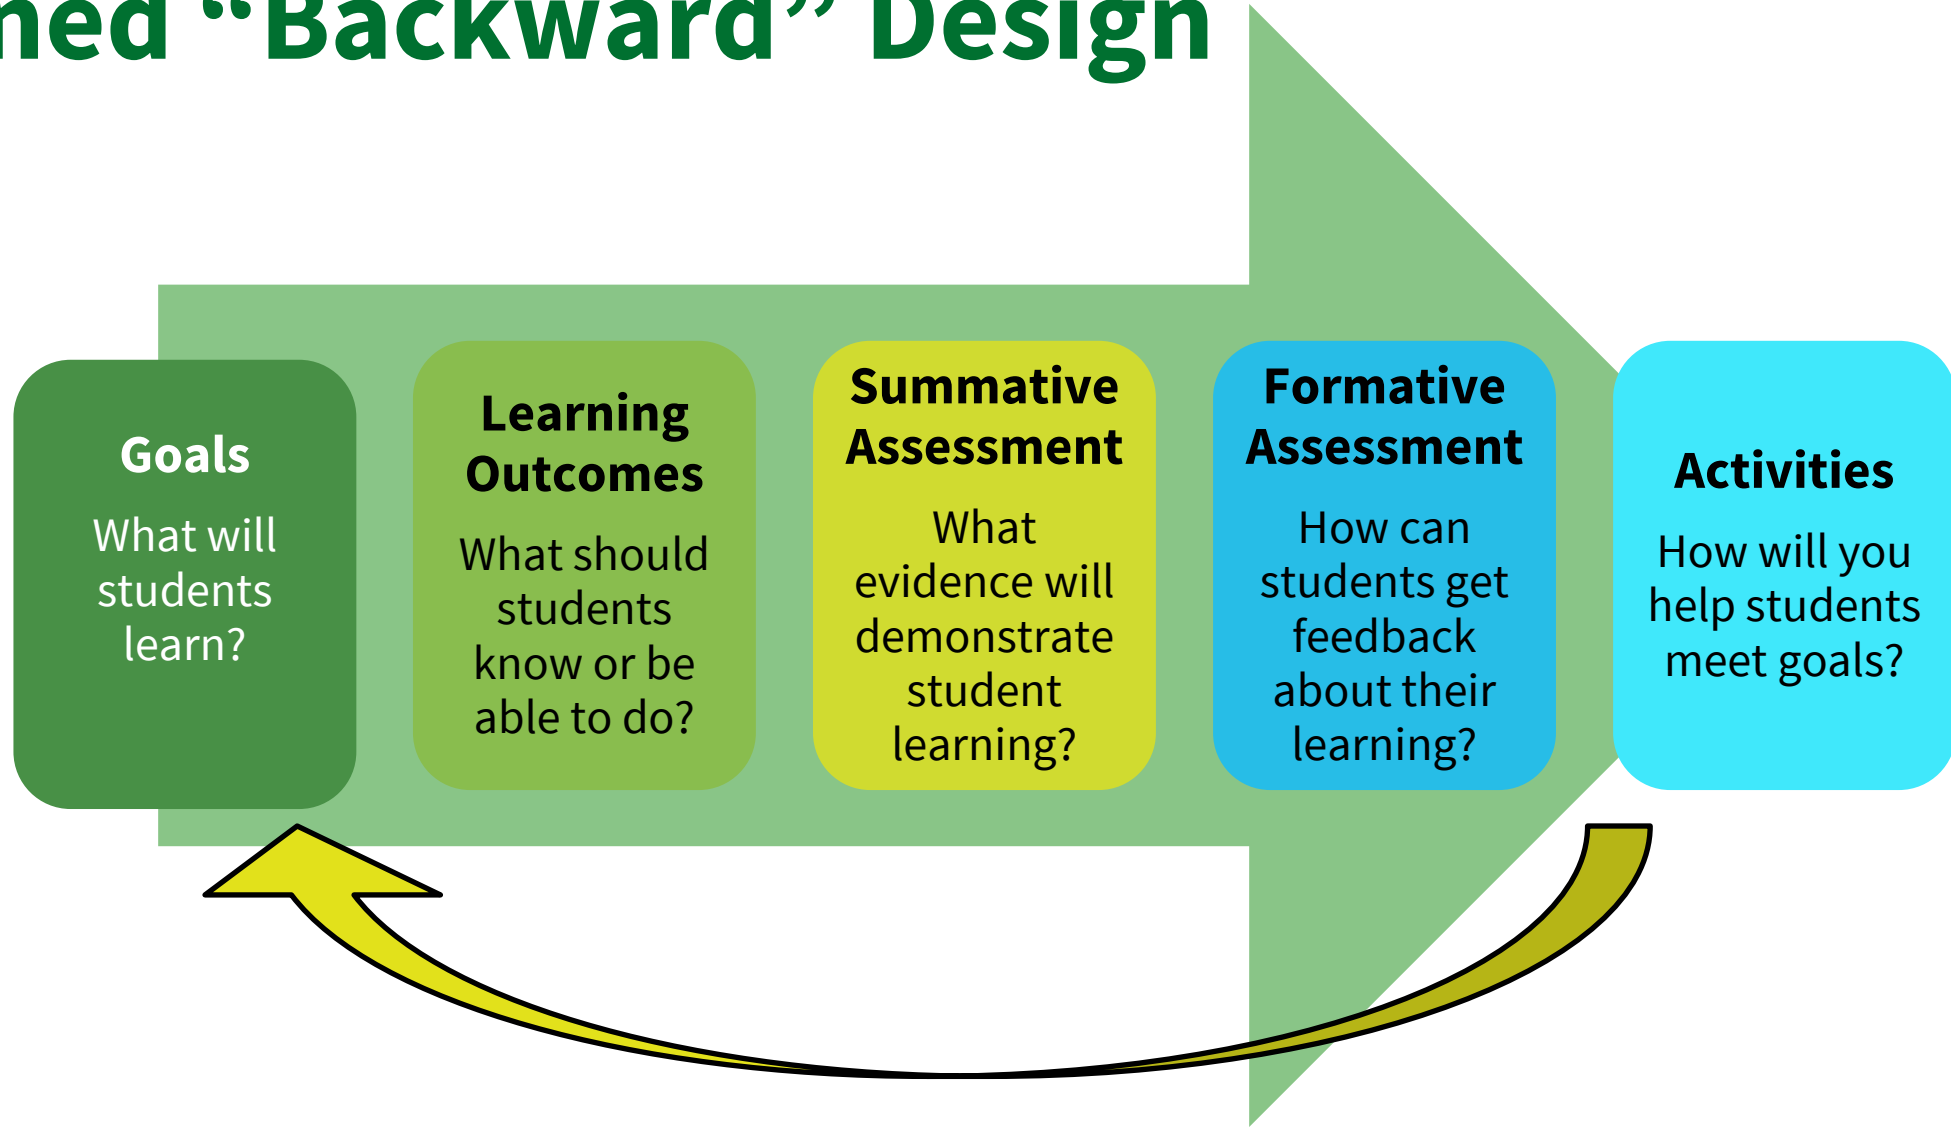 ned “Backward” Design
Goals
What will
students
learn?
Learning
Outcomes
What should
students
know or be
able to do?
Summative
Assessment
What
evidence will
demonstrate
student
learning?
Formative
Assessment
How can
students get
feedback
about their
learning?
Activities
How will you
help students
meet goals?